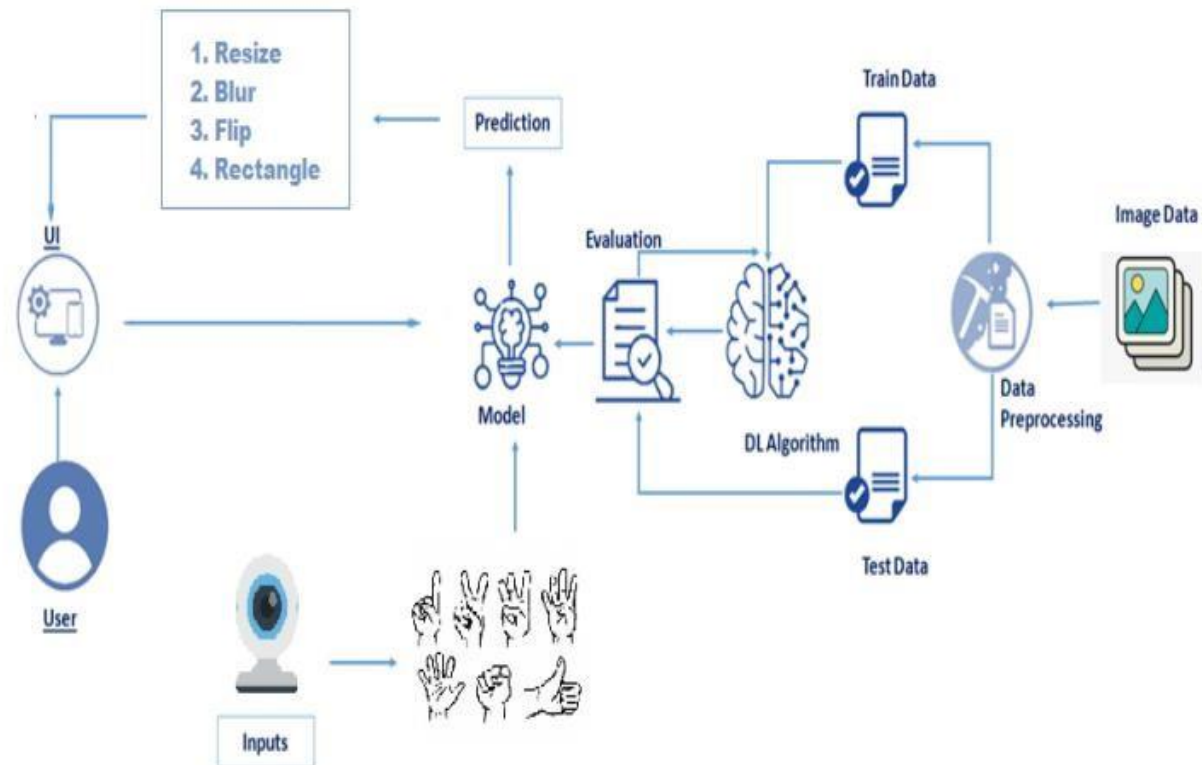 1. Resize
2. Blur
3. Flip
4. Rectangle
Prediction
Train Data
Image Data
UI
Evaluation
Model
DL Algorithm
Data
Preprocessing
Test Data
User
Inputs